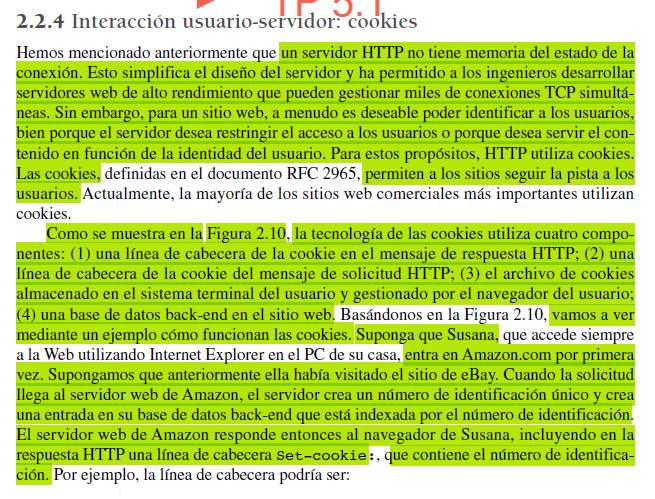 TP 5.1
2.2.4 Interacción usuario-servidor: cookies
Hemos mencionado anteriormente que un servidor HTTP no tiene memoria del estado de la
conexión. Esto simplifica el diseño del servidor y ha permitido a los ingenieros desarrollar
servidores web de alto rendimiento que pueden gestionar miles de conexiones TCP simultá-
neas. Sin embargo, para un sitio web, a menudo es deseable poder identificar a los usuarios,
bien porque el servidor desea restringir el acceso a los usuarios o porque desea servir el con-
tenido en función de la identidad del usuario. Para estos propósitos, HTTP utiliza cookies.
Las cookies, definidas en el documento RFC 2965, permiten a los sitios seguir la pista a los
usuarios. Actualmente, la mayoría de los sitios web comerciales más importantes utilizan
cookies.
Como se muestra en la Figura 2.10, la tecnología de las cookies utiliza cuatro compo-
nentes: (1) una línea de cabecera de la cookie en el mensaje de respuesta HTTP; (2) una
línea de cabecera de la cookie del mensaje de solicitud HTTP; (3) el archivo de cookies
almacenado en el sistema terminal del usuario y gestionado por el navegador del usuario;
(4) una base de datos back-end en el sitio web. Basándonos en la Figura 2.10, vamos a ver
mediante un ejemplo cómo funcionan las cookies. Suponga que Susana, que accede siempre
a la Web utilizando Internet Explorer en el PC de su casa, entra en Amazon.com por primera
vez. Supongamos que anteriormente ella había visitado el sitio de eBay. Cuando la solicitud
llega al servidor web de Amazon, el servidor crea un número de identificación único y crea
una entrada en su base de datos back-end que está indexada por el número de identificación.
El servidor web de Amazon responde entonces al navegador de Susana, incluyendo en la
respuesta HTTP una línea de cabecera Set-cookie:, que contiene el número de identifica-
ción. Por ejemplo, la línea de cabecera podría ser: